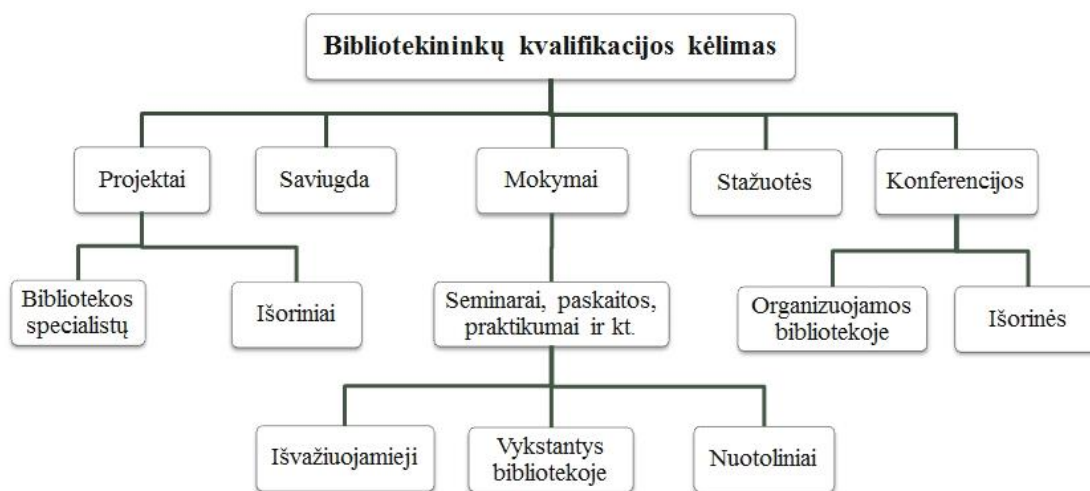 Bibliotekininkų kvalifikacijos kėlimas
Projektai
Saviugda
Mokymai
Stažuotės
Konferencijos
Bibliotekos
specialistų
Išoriniai
Seminarai, paskaitos,
praktikumai ir kt.
Organizuojamos
bibliotekoje
Išorinės
Išvažiuojamieji
Vykstantys
bibliotekoje
Nuotoliniai